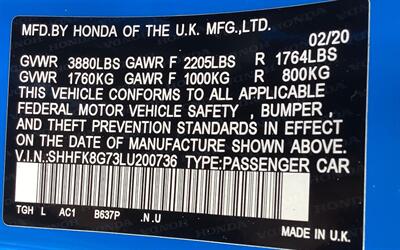 MFD.BY HONDA OF THE U.K. MFG.,LTD.
02/20
GVWR 3880LBS GAWR F 2205LBS R 1764LBS
GVWR 1760KG GAWR F 1000KG R 800KG
THIS VEHICLE CONFORMS TO ALL APPLICABLE
FEDERAL MOTOR VEHICLE SAFETY , BUMPER ,
AND THEFT PREVENTION STANDARDS IN EFFECT
ON THE DATE OF MANUFACTURE SHOWN ABOVE.
V.I.N.:SHHFK8G73LU200736 TYPE:PASSENGER CAR
TGH L AC1 B637P .N.U
MADE IN U.K.